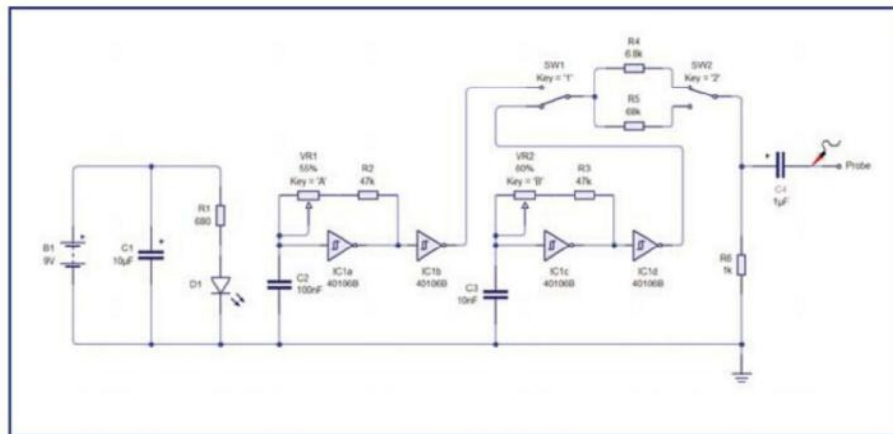 R4
6.8k
SW1
Key = '1'
SW2
Key = '2'
R5
68k
VR1
55%
Key = 'A'
R2
47k
VR2
60%
Key = 'B'
R3
47k
Probe
C4
1µF
R1
680
B1
9V
C1
10µF
D1
IC1a
40106B
IC1b
40106B
IC1c
40106B
IC1d
40106B
C2
100nF
C3
10nF
R6
1k